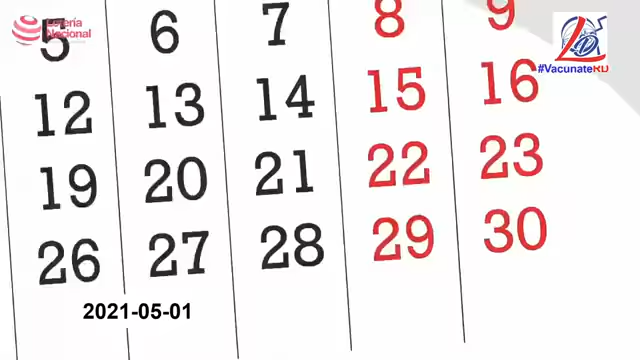 Lotería
Nacional
#VacunateRD
5 6 7 8 9
12 13 14 15 16
19 20 21 22 23
26 27 28 29 30
2021-05-01